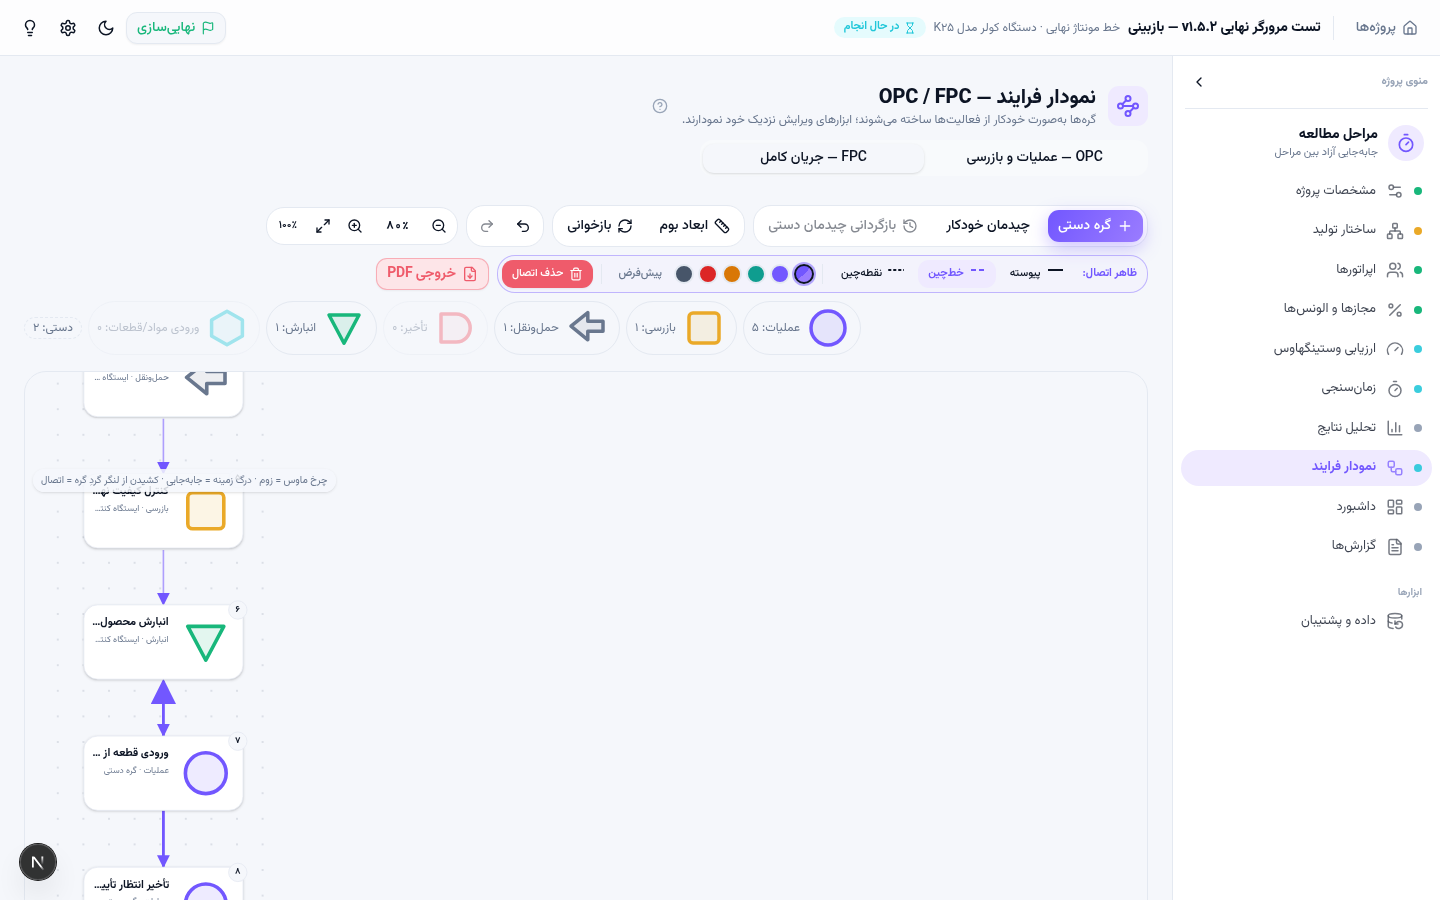 پروژه‌ها
تست مرورگر نهایی v۱.۵.۲ — بازبینی
خط مونتاژ نهایی · دستگاه کولر مدل K۲۵
در حال انجام
نهایی‌سازی
منوی پروژه
مراحل مطالعه
جابه‌جایی آزاد بین مراحل
مشخصات پروژه
ساختار تولید
اپراتورها
مجازها و الونس‌ها
ارزیابی وستینگهاوس
زمان‌سنجی
تحلیل نتایج
نمودار فرایند
داشبورد
گزارش‌ها
ابزارها
داده و پشتیبان
نمودار فرایند — OPC / FPC
گره‌ها به‌صورت خودکار از فعالیت‌ها ساخته می‌شوند؛ ابزارهای ویرایش نزدیک خود نمودارند.
OPC — عملیات و بازرسی
FPC — جریان کامل
گره دستی
چیدمان خودکار
بازگردانی چیدمان دستی
ابعاد بوم
بازخوانی
۸۰٪
۱۰۰٪
ظاهر اتصال:
پیوسته
خط‌چین
نقطه‌چین
پیش‌فرض
حذف اتصال
خروجی PDF
عملیات: ۵
بازرسی: ۱
حمل‌ونقل: ۱
تأخیر: ۰
انبارش: ۱
ورودی مواد/قطعات: ۰
دستی: ۲
حمل‌ونقل · ایستگاه ...
چرخ ماوس = زوم · درگ زمینه = جابه‌جایی · کشیدن از لنگر گرد گره = اتصال
کنترل کیفیت نه...
بازرسی · ایستگاه کنت...
۶
انبارش محصول...
انبارش · ایستگاه کنت...
۷
ورودی قطعه از ...
عملیات · گره دستی
۸
تأخیر انتظار تأیی...
N